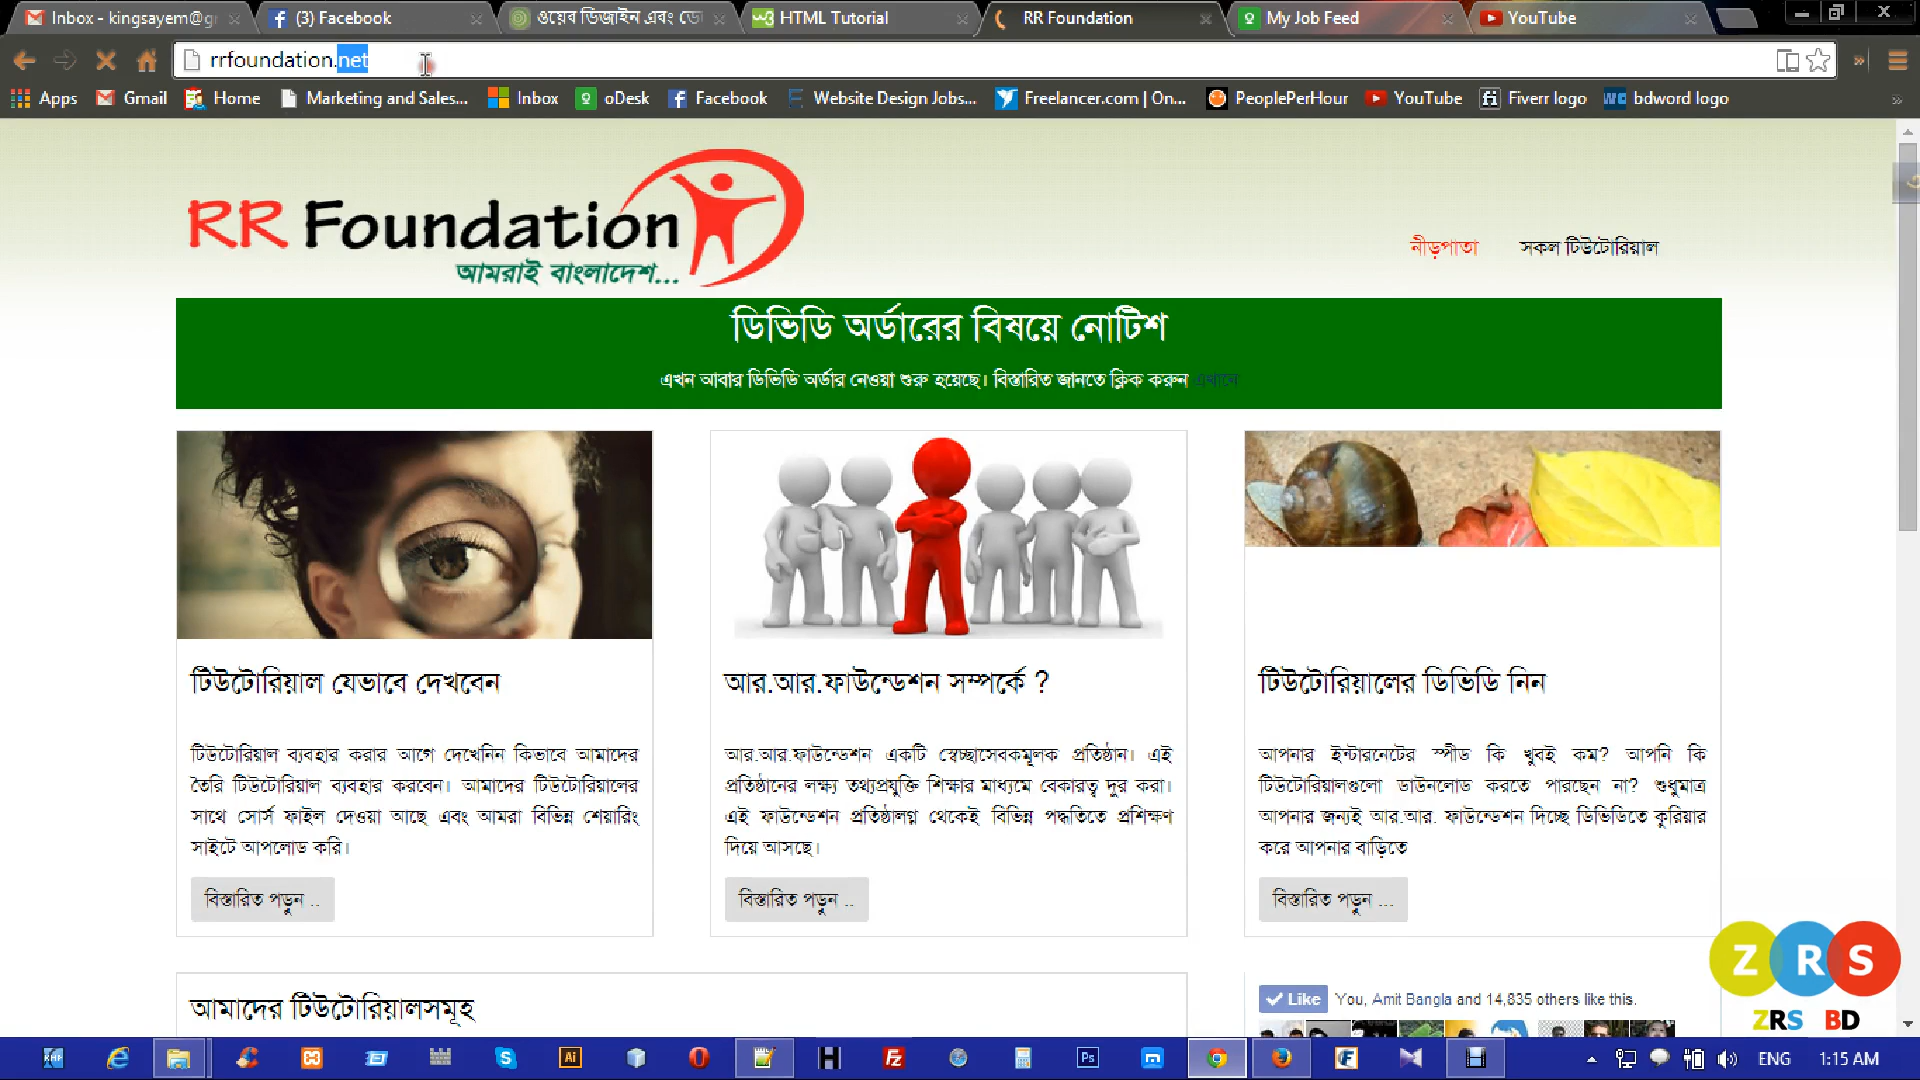 Inbox - kingsayem@g
(3) Facebook
ওয়েব ডিজাইন এবং ডে
HTML Tutorial
RR Foundation
My Job Feed
YouTube
rrfoundation.net
Apps
Gmail
Home
Marketing and Sales...
Inbox
oDesk
Facebook
Website Design Jobs...
Freelancer.com | On...
PeoplePerHour
YouTube
Fiverr logo
bdword logo
RR Foundation
আমরাই বাংলাদেশ...
নীড়পাতা
সকল টিউটোরিয়াল
ডিভিডি অর্ডারের বিষয়ে নোটিশ
এখন আবার ডিভিডি অর্ডার নেওয়া শুরু হয়েছে। বিস্তারিত জানতে ক্লিক করুন এখানে
টিউটোরিয়াল যেভাবে দেখবেন
টিউটোরিয়াল ব্যবহার করার আগে দেখেনিন কিভাবে আমাদের
তৈরি টিউটোরিয়াল ব্যবহার করবেন। আমাদের টিউটোরিয়ালের
সাথে সোর্স ফাইল দেওয়া আছে এবং আমরা বিভিন্ন শেয়ারিং
সাইটে আপলোড করি।
বিস্তারিত পড়ুন ..
আর.আর.ফাউন্ডেশন সম্পর্কে ?
আর.আর.ফাউন্ডেশন একটি স্বেচ্ছাসেবকমূলক প্রতিষ্ঠান। এই
প্রতিষ্ঠানের লক্ষ্য তথ্যপ্রযুক্তি শিক্ষার মাধ্যমে বেকারত্ব দুর করা।
এই ফাউন্ডেশন প্রতিষ্ঠালগ্ন থেকেই বিভিন্ন পদ্ধতিতে প্রশিক্ষণ
দিয়ে আসছে।
বিস্তারিত পড়ুন ..
টিউটোরিয়ালের ডিভিডি নিন
আপনার ইন্টারনেটের স্পীড কি খুবই কম? আপনি কি
টিউটোরিয়ালগুলো ডাউনলোড করতে পারছেন না? শুধুমাত্র
আপনার জন্যই আর.আর. ফাউন্ডেশন দিচ্ছে ডিভিডিতে কুরিয়ার
করে আপনার বাড়িতে
বিস্তারিত পড়ুন ...
আমাদের টিউটোরিয়ালসমূহ
Like
You, Amit Bangla and 14,835 others like this.
Z R S
ZRS BD
ENG
1:15 AM